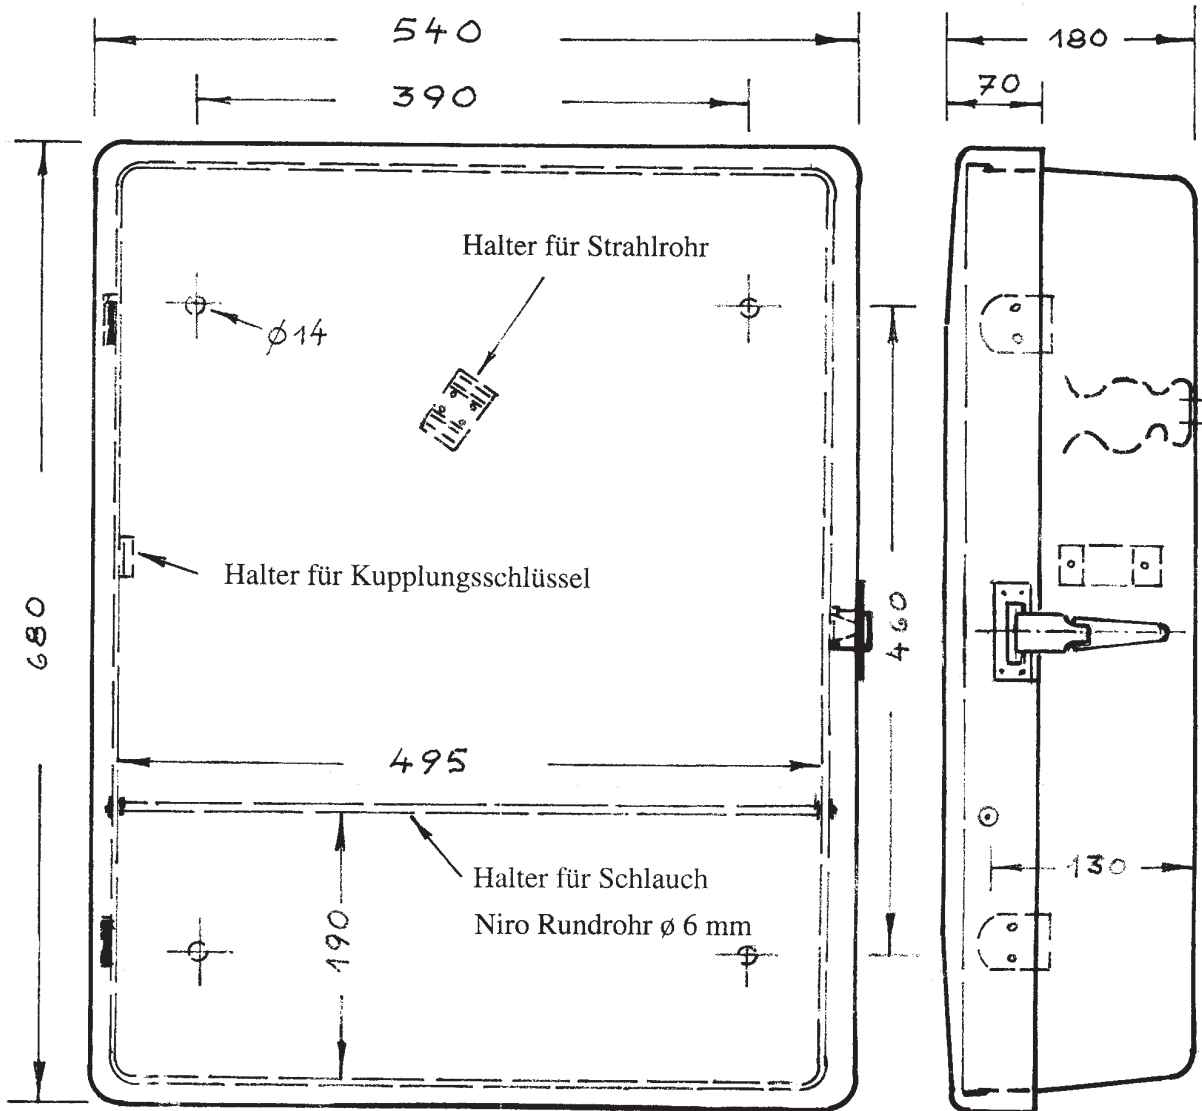 540
180
390
70
Halter für Strahlrohr
ϕ14
Halter für Kupplungsschlüssel
680
460
495
Halter für Schlauch
Niro Rundrohr ø 6 mm
190
130